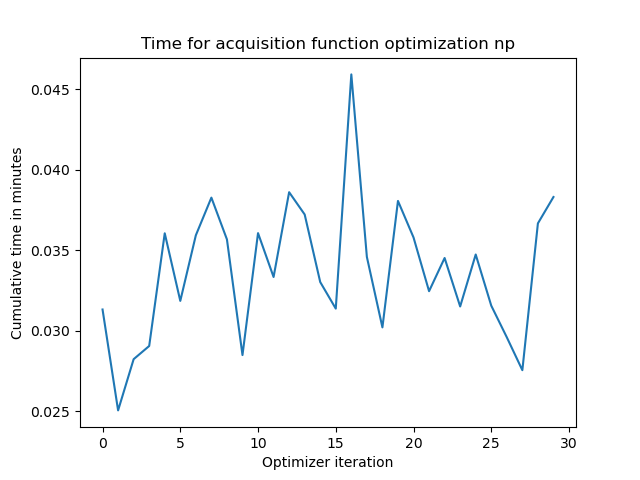 Time for acquisition function optimization np
0.045
0.040
0.035
0.030
0.025
Cumulative time in minutes
0 5 10 15 20 25 30
Optimizer iteration